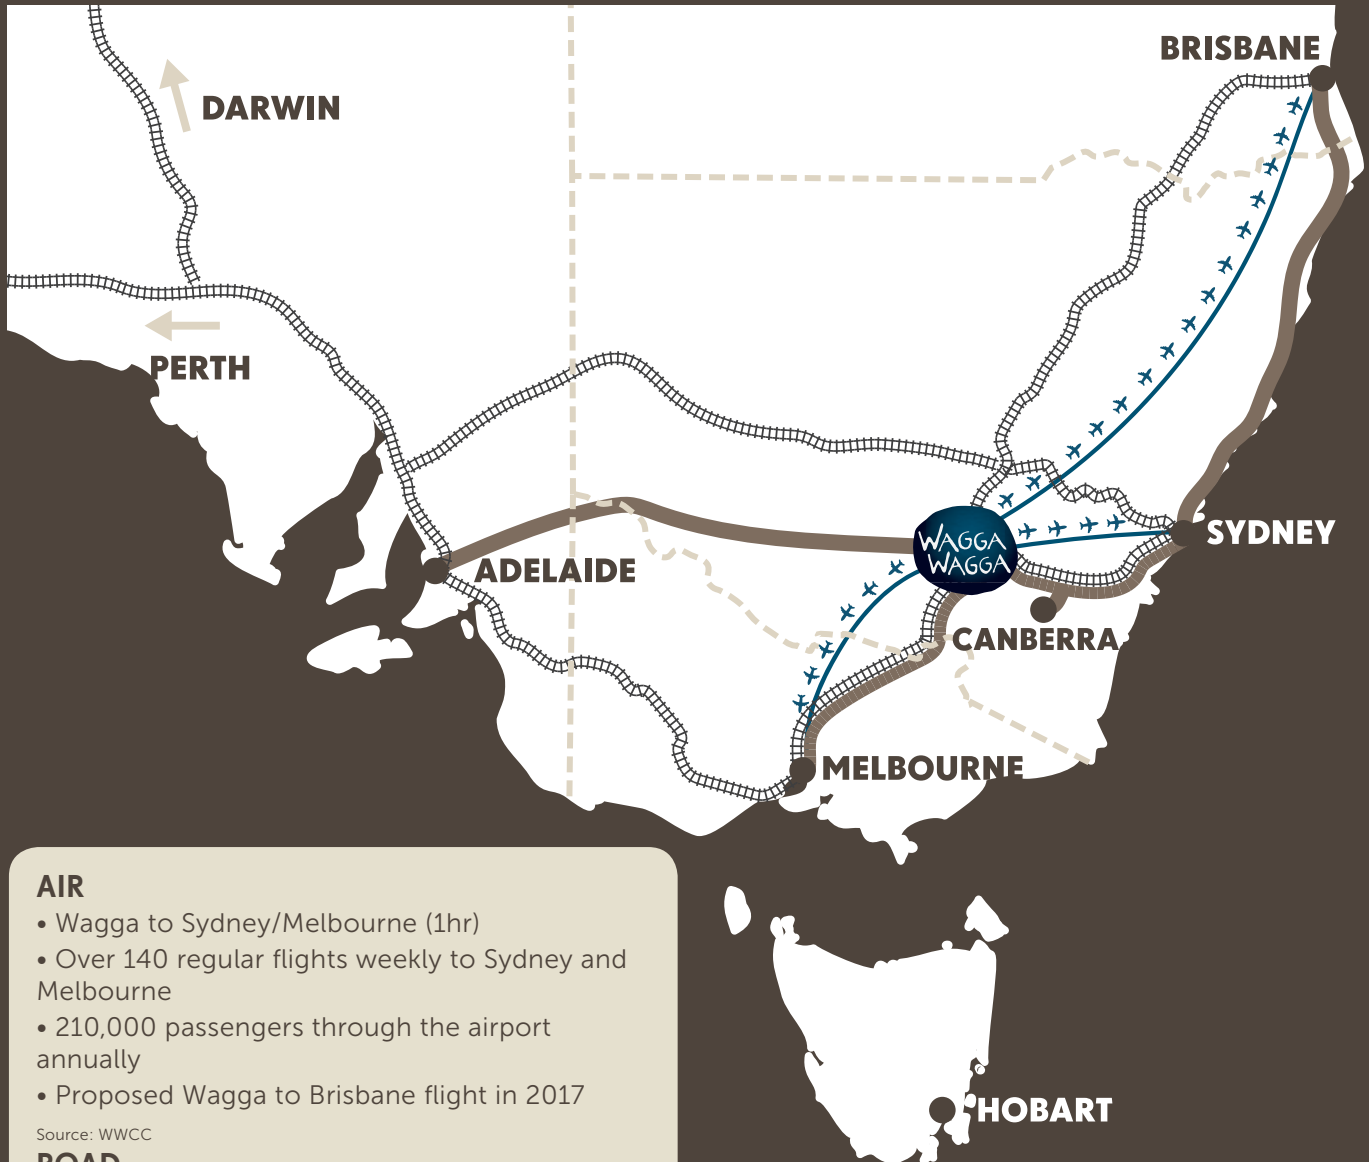 BRISBANE
DARWIN
PERTH
WAGGA
WAGGA
SYDNEY
ADELAIDE
CANBERRA
MELBOURNE
AIR
• Wagga to Sydney/Melbourne (1hr)
• Over 140 regular flights weekly to Sydney and
Melbourne
• 210,000 passengers through the airport
annually
• Proposed Wagga to Brisbane flight in 2017
Source: WWCC
ROAD
HOBART